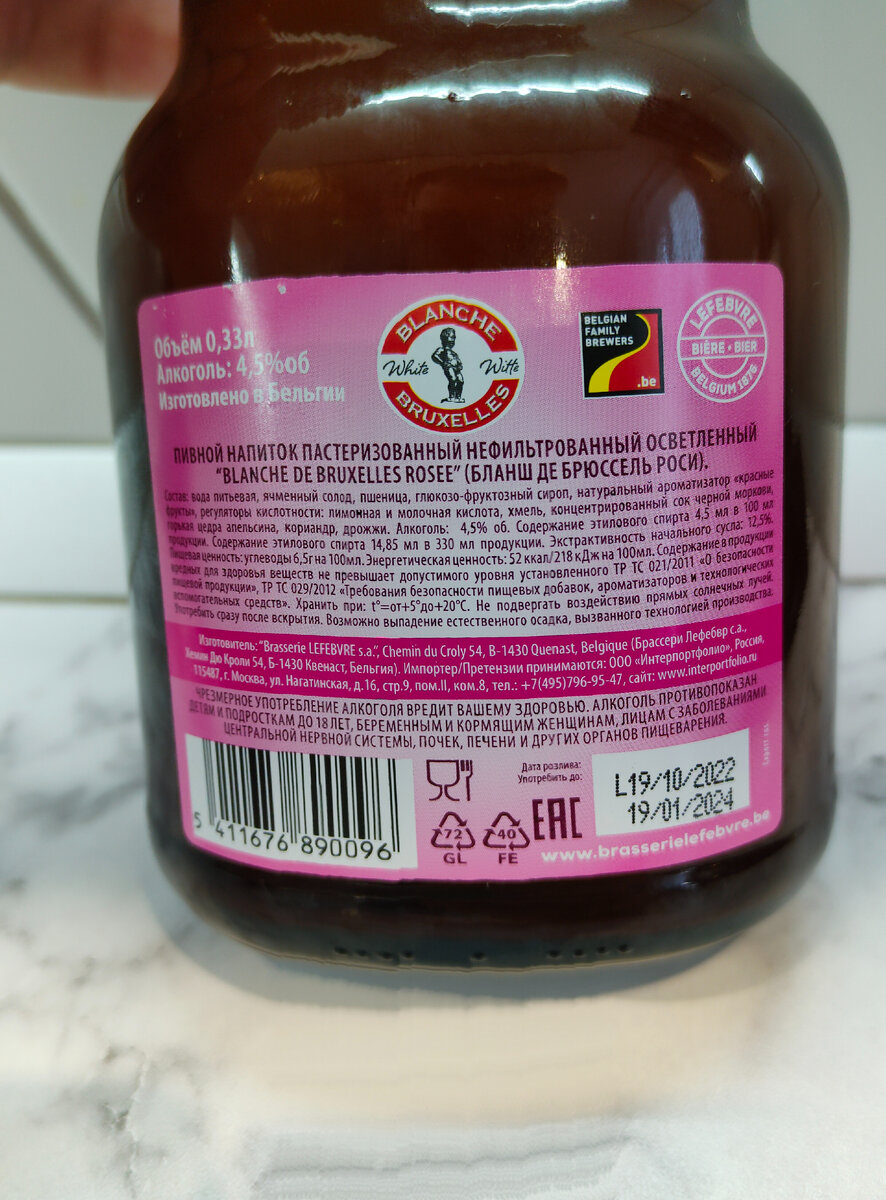 Объём 0,33л
Алкоголь: 4,5%об
Изготовлено в Бельгии
BLANCHE
White Witte
BRUXELLES
BELGIAN
FAMILY
BREWERS
.be
LEFEBVRE
BIÈRE • BIER
BELGIUM 1876
ПИВНОЙ НАПИТОК ПАСТЕРИЗОВАННЫЙ НЕФИЛЬТРОВАННЫЙ ОСВЕТЛЕННЫЙ
“BLANCHE DE BRUXELLES ROSEE” (БЛАНШ ДЕ БРЮССЕЛЬ РОСИ).
Состав: вода питьевая, ячменный солод, пшеница, глюкозо-фруктозный сироп, натуральный ароматизатор «красные
фрукты», регуляторы кислотности: лимонная и молочная кислота, хмель, концентрированный сок черной моркови,
горькая цедра апельсина, кориандр, дрожжи. Алкоголь: 4,5% об. Содержание этилового спирта 4,5 мл в 100 мл
продукции. Содержание этилового спирта 14,85 мл в 330 мл продукции. Экстрактивность начального сусла: 12,5%.
Пищевая ценность: углеводы 6,5г на 100мл. Энергетическая ценность: 52 ккал/218 кДж на 100мл. Содержание в продукции
вредных для здоровья веществ не превышает допустимого уровня установленного ТР ТС 021/2011 «О безопасности
пищевой продукции», ТР ТС 029/2012 «Требования безопасности пищевых добавок, ароматизаторов и технологических
вспомогательных средств». Хранить при: t°=от+5°до+20°C. Не подвергать воздействию прямых солнечных лучей.
Употребить сразу после вскрытия. Возможно выпадение естественного осадка, вызванного технологией производства.
Изготовитель: “Brasserie LEFEBVRE s.a.”, Chemin du Croly 54, B-1430 Quenast, Belgique (Брассери Лефебвр с.а.,
Жемин Дю Кроли 54, Б-1430 Квенаст, Бельгия). Импортер/Претензии принимаются: ООО «Интерпортфолио», Россия,
115487, г. Москва, ул. Нагатинская, д.16, стр.9, пом.II, ком.8, тел.: +7(495)796-95-47, сайт: www.interportfolio.ru
ЧРЕЗМЕРНОЕ УПОТРЕБЛЕНИЕ АЛКОГОЛЯ ВРЕДИТ ВАШЕМУ ЗДОРОВЬЮ. АЛКОГОЛЬ ПРОТИВОПОКАЗАН
ДЕТЯМ И ПОДРОСТКАМ ДО 18 ЛЕТ, БЕРЕМЕННЫМ И КОРМЯЩИМ ЖЕНЩИНАМ, ЛИЦАМ С ЗАБОЛЕВАНИЯМИ
ЦЕНТРАЛЬНОЙ НЕРВНОЙ СИСТЕМЫ, ПОЧЕК, ПЕЧЕНИ И ДРУГИХ ОРГАНОВ ПИЩЕВАРЕНИЯ.
Дата розлива:
Употребить до:
L19/10/2022
19/01/2024
5 411676 890096
72
GL
40
FE
EAC
www.brasserielefebvre.be